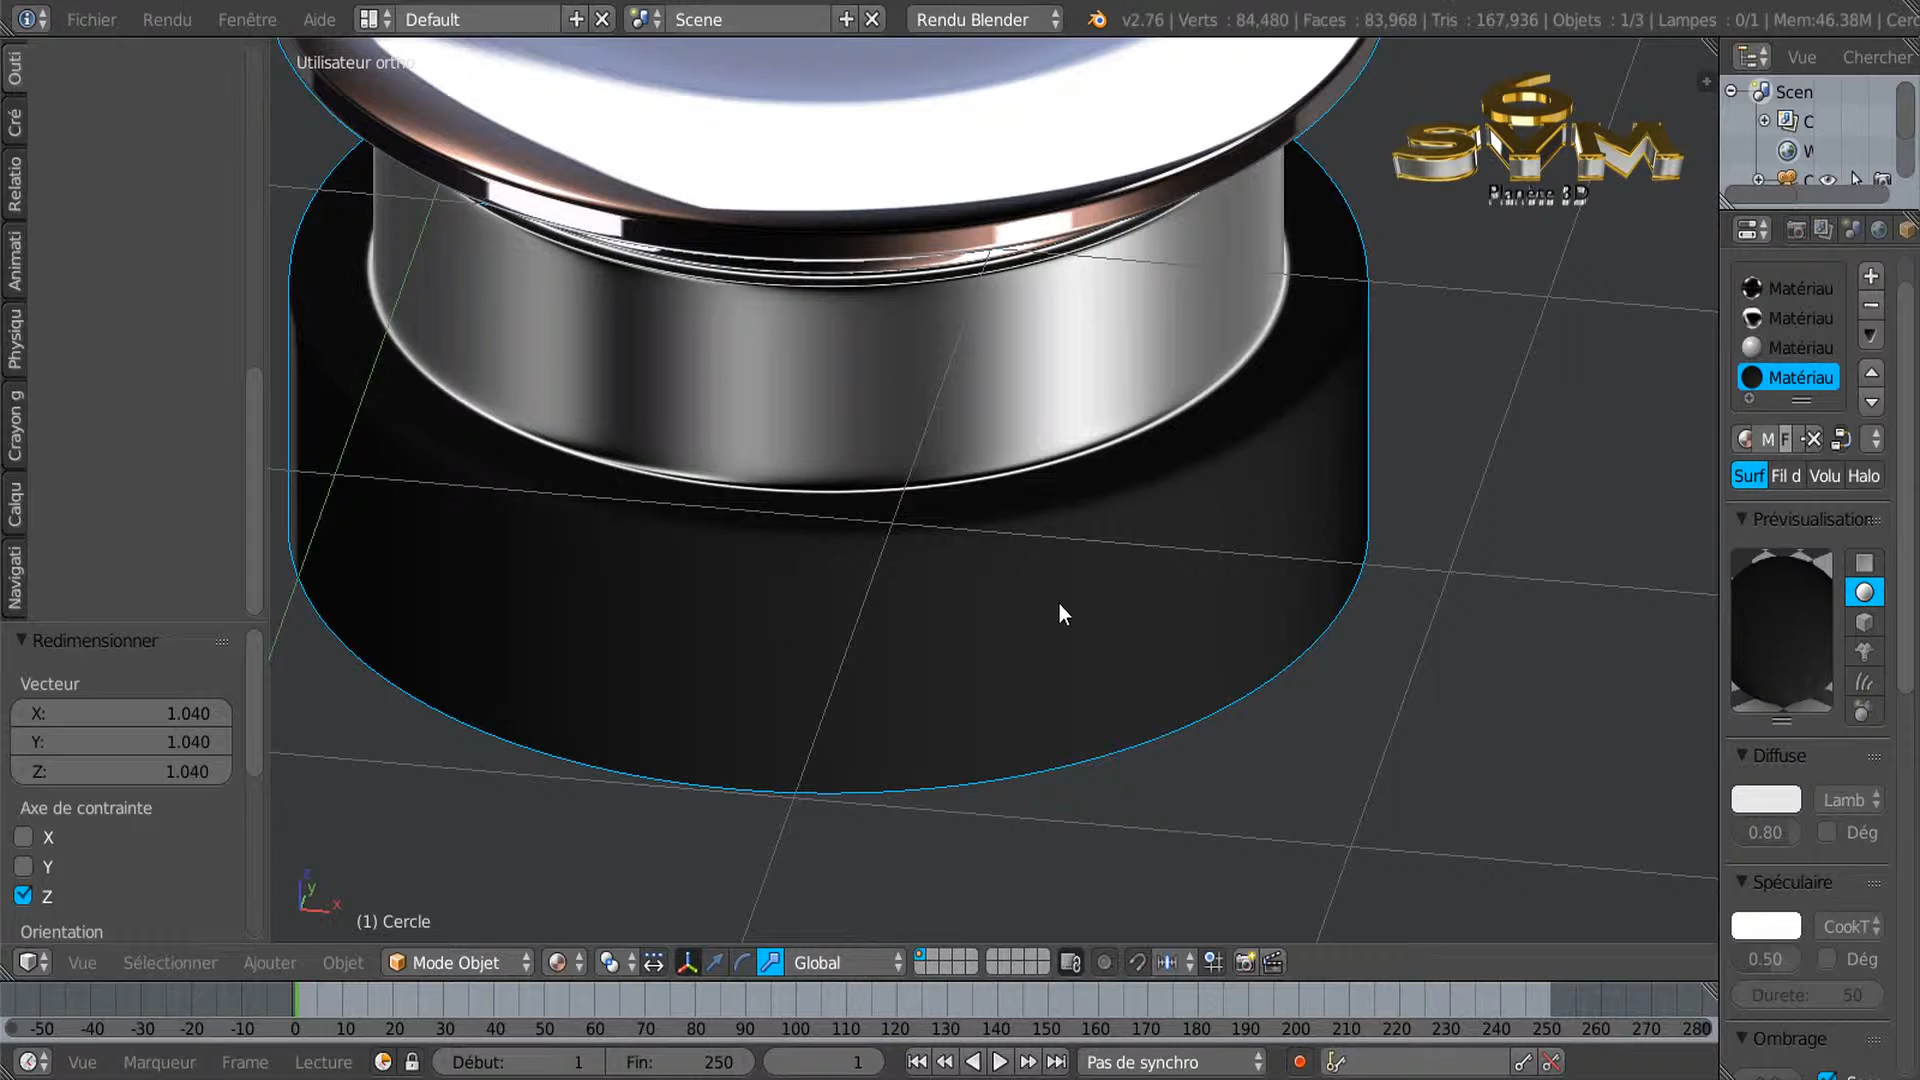 Fichier Rendu Fenêtre Aide Default Scene Rendu Blender v2.76 | Verts : 84,480 | Faces : 83,968 | Tris : 167,936 | Objets : 1/3 | Lampes : 0/1 | Mem:46.38M | Cerc
Utilisateur ortho
Vue Chercher
Scen
C
W
C
6
SYM
Planète 3D
Outi
Cré
Relatio
Animati
Physiqu
Crayon g
Calqu
Navigati
Matériau
Matériau
Matériau
Matériau
M F
Surf Fil d Volu Halo
Prévisualisation
Redimensionner
Vecteur
X: 1.040
Y: 1.040
Z: 1.040
Axe de contrainte
X
Y
Z
Orientation
Diffuse
Lamb
0.80 Dég
Spéculaire
CookT
0.50 Dég
Durete: 50
Ombrage
z
y
x
(1) Cercle
Vue Sélectionner Ajouter Objet Mode Objet Global
-50 -40 -30 -20 -10 0 10 20 30 40 50 60 70 80 90 100 110 120 130 140 150 160 170 180 190 200 210 220 230 240 250 260 270 280
Vue Marqueur Frame Lecture Début: 1 Fin: 250 1 Pas de synchro